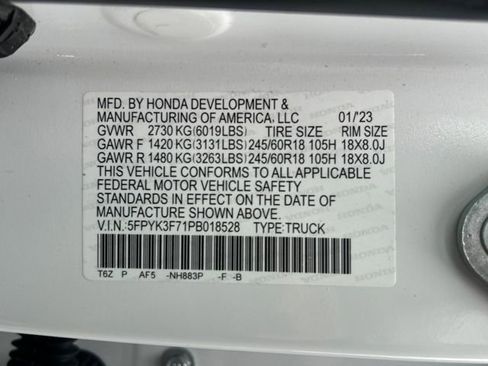 MFD. BY HONDA DEVELOPMENT &
MANUFACTURING OF AMERICA, LLC 01/'23
GVWR 2730 KG (6019LBS) TIRE SIZE RIM SIZE
GAWR F 1420 KG (3131LBS) 245/60R18 105H 18X8.0J
GAWR R 1480 KG (3263LBS) 245/60R18 105H 18X8.0J
THIS VEHICLE CONFORMS TO ALL APPLICABLE
FEDERAL MOTOR VEHICLE SAFETY
STANDARDS IN EFFECT ON THE DATE OF
MANUFACTURE SHOWN ABOVE.
V.I.N.:5FPYK3F71PB018528 TYPE:TRUCK
T6Z P AF5 -NH883P -F -B